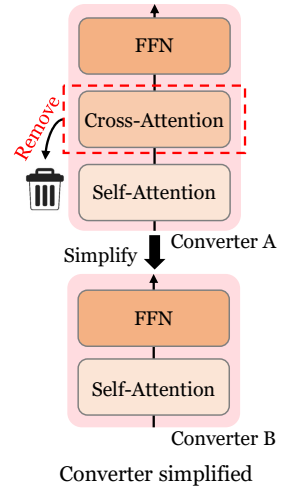 FFN
Remove
Cross-Attention
Self-Attention
Converter A
Simplify
FFN
Self-Attention
Converter B
Converter simplified